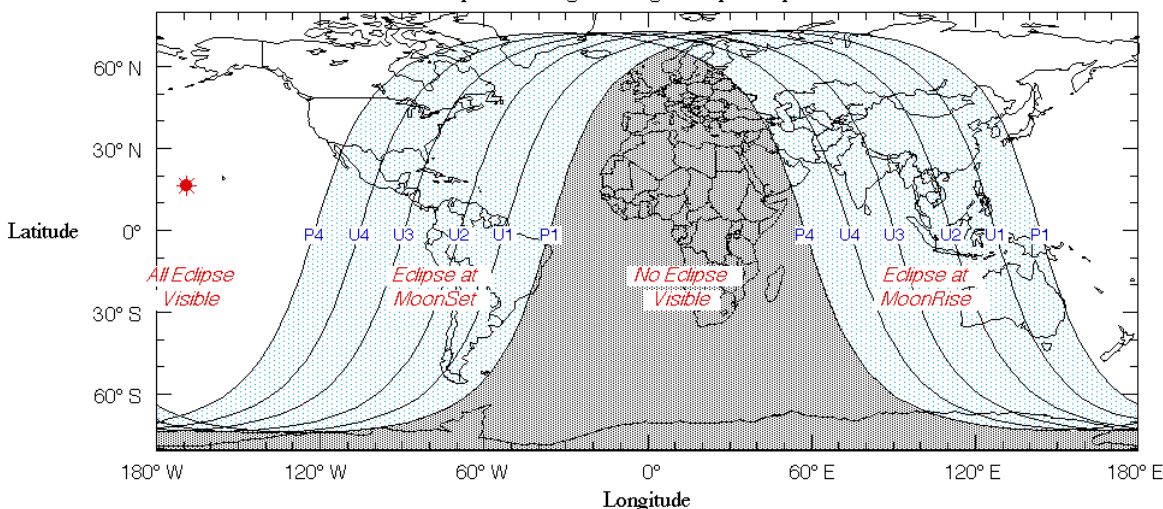 60° N
30° N
Latitude
0°
P4 U4 U3 U2 U1 P1 P4 U4 U3 U2 U1 P1
All Eclipse
Visible
Eclipse at
MoonSet
No Eclipse
Visible
Eclipse at
MoonRise
30° S
60° S
180° W 120° W 60° W 0° 60° E 120° E 180° E
Longitude